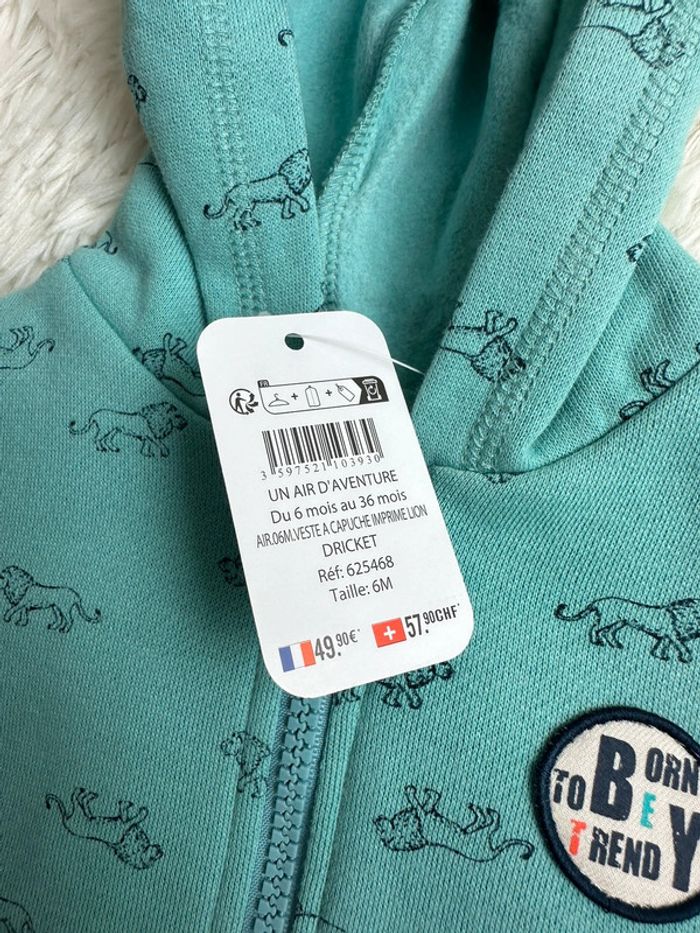 FR
3 597521 103930
UN AIR D'AVENTURE
Du 6 mois au 36 mois
AIR.06M.VESTE A CAPUCHE IMPRIME LION
DRICKET
Réf: 625468
Taille: 6M
49.90€* 57.90CHF*
BORN
TO BE
TRENDY